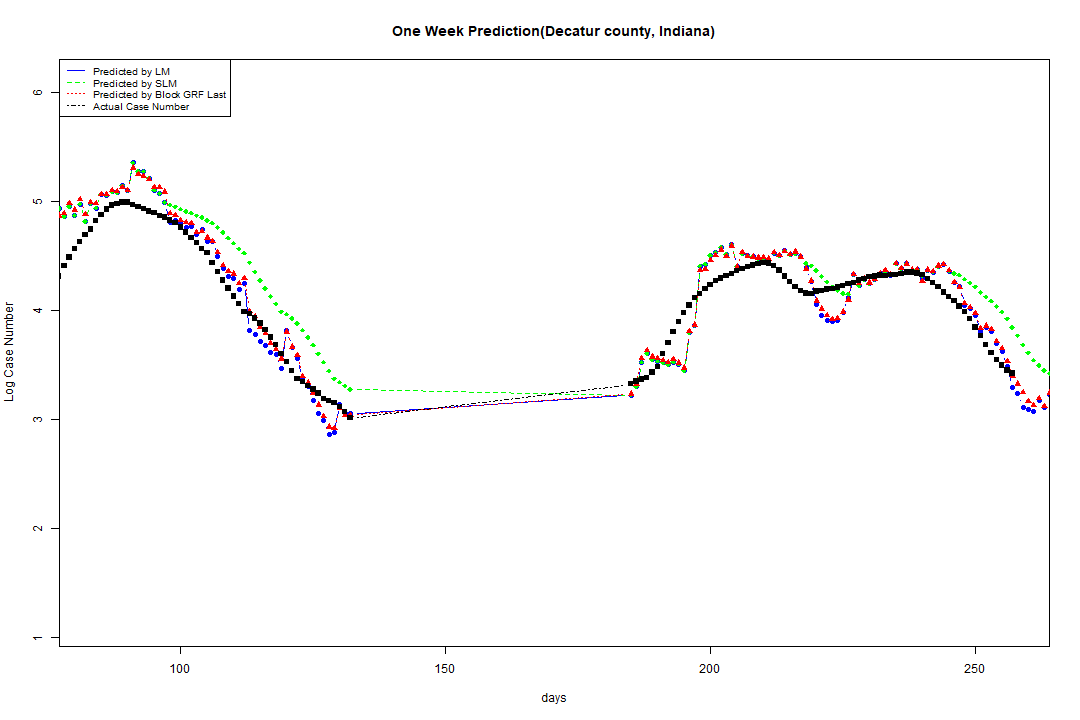 One Week Prediction(Decatur county, Indiana)
Predicted by LM
Predicted by SLM
Predicted by Block GRF Last
Actual Case Number
6
5
4
3
2
1
Log Case Number
100 150 200 250
days